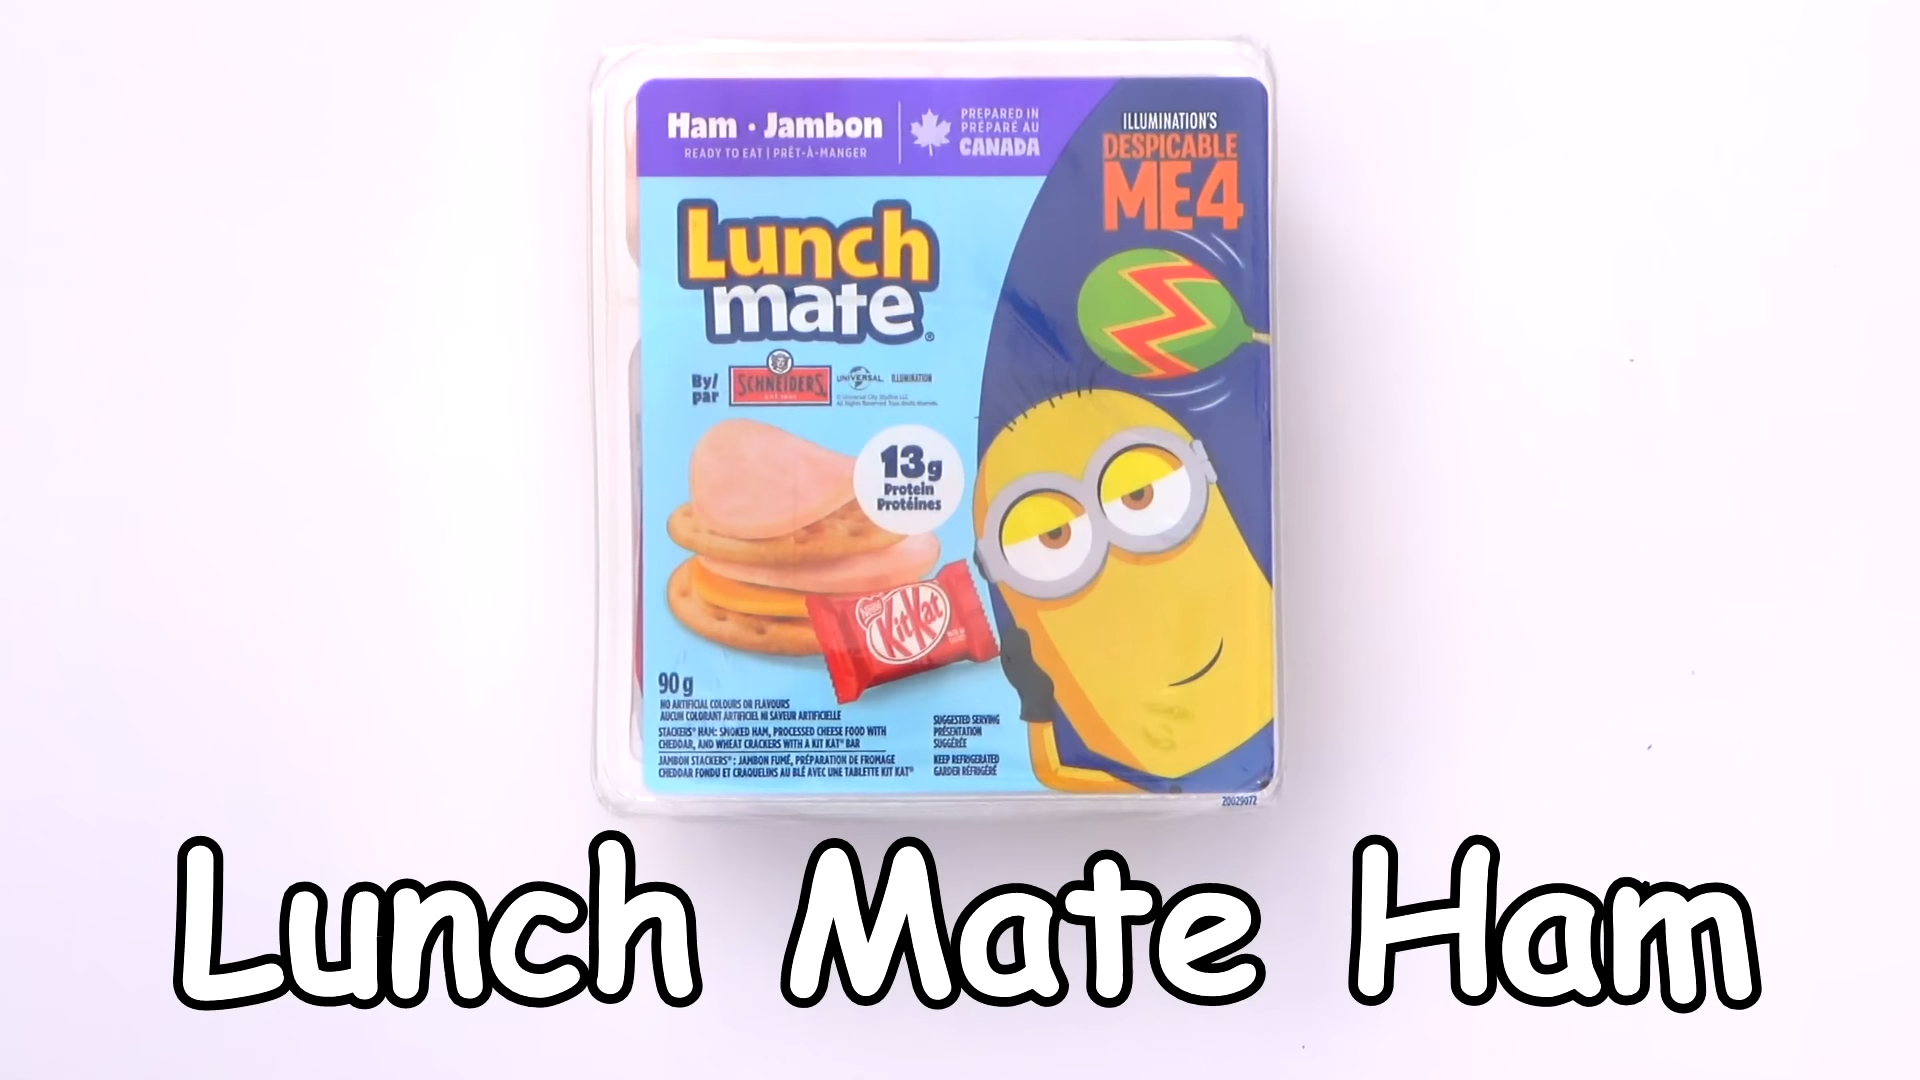 Ham · Jambon
READY TO EAT | PRÊT-À-MANGER
PREPARED IN
PRÉPARÉ AU
CANADA
ILLUMINATION'S
DESPICABLE
ME4
Lunch
mate®
By/
par
SCHNEIDERS
UNIVERSAL
ILLUMINATION
13g
Protein
Protéines
Nestlé
KitKat
90 g
NO ARTIFICIAL COLOURS OR FLAVOURS
AUCUN COLORANT ARTIFICIEL NI SAVEUR ARTIFICIELLE
STACKERS® HAM: SMOKED HAM, PROCESSED CHEESE FOOD WITH
CHEDDAR, AND WHEAT CRACKERS WITH A KIT KAT® BAR
JAMBON STACKERS® : JAMBON FUMÉ, PRÉPARATION DE FROMAGE
CHEDDAR FONDU ET CRAQUELINS AU BLÉ AVEC UNE TABLETTE KIT KAT®
SUGGESTED SERVING
PRÉSENTATION
SUGGÉRÉE
KEEP REFRIGERATED
GARDER RÉFRIGÉRÉ
20029072
Lunch Mate Ham